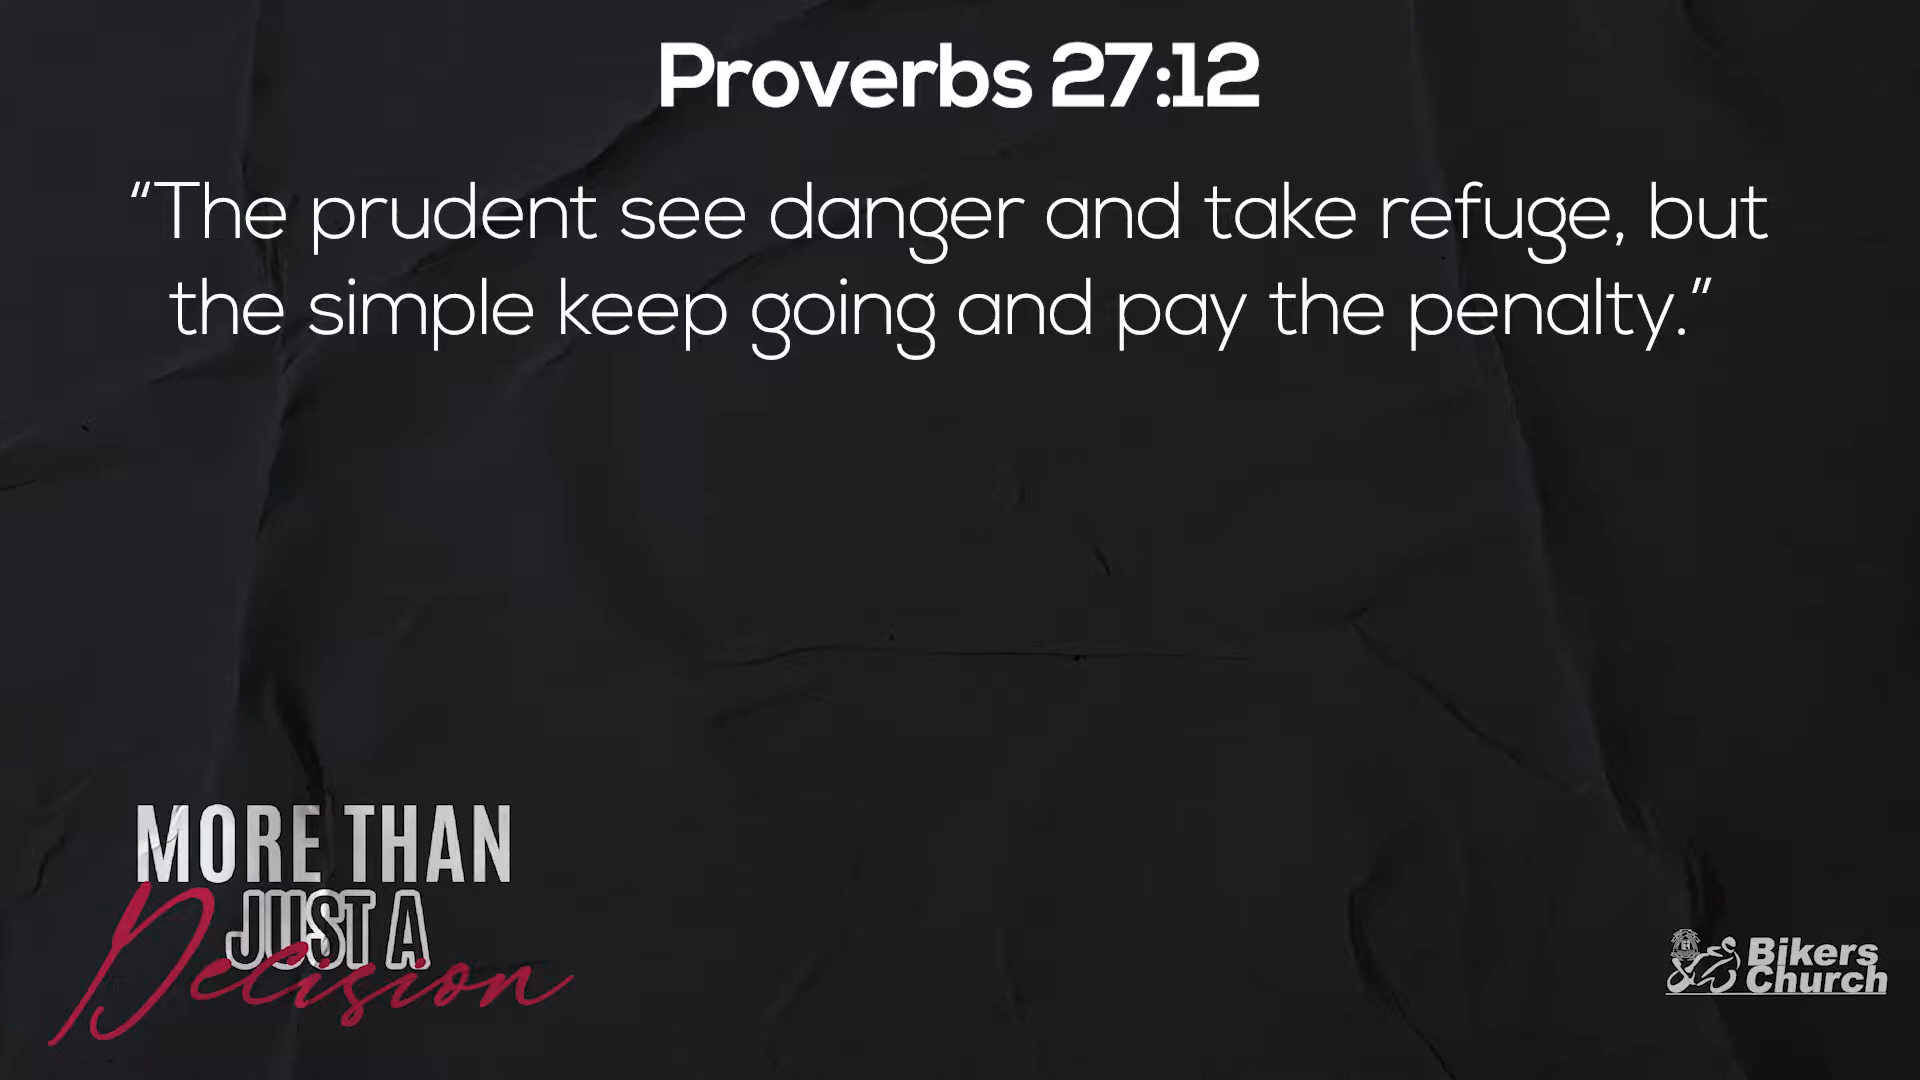 Proverbs 27:12
“The prudent see danger and take refuge, but
the simple keep going and pay the penalty.”
MORE THAN
JUST A
Decision
Bikers
Church